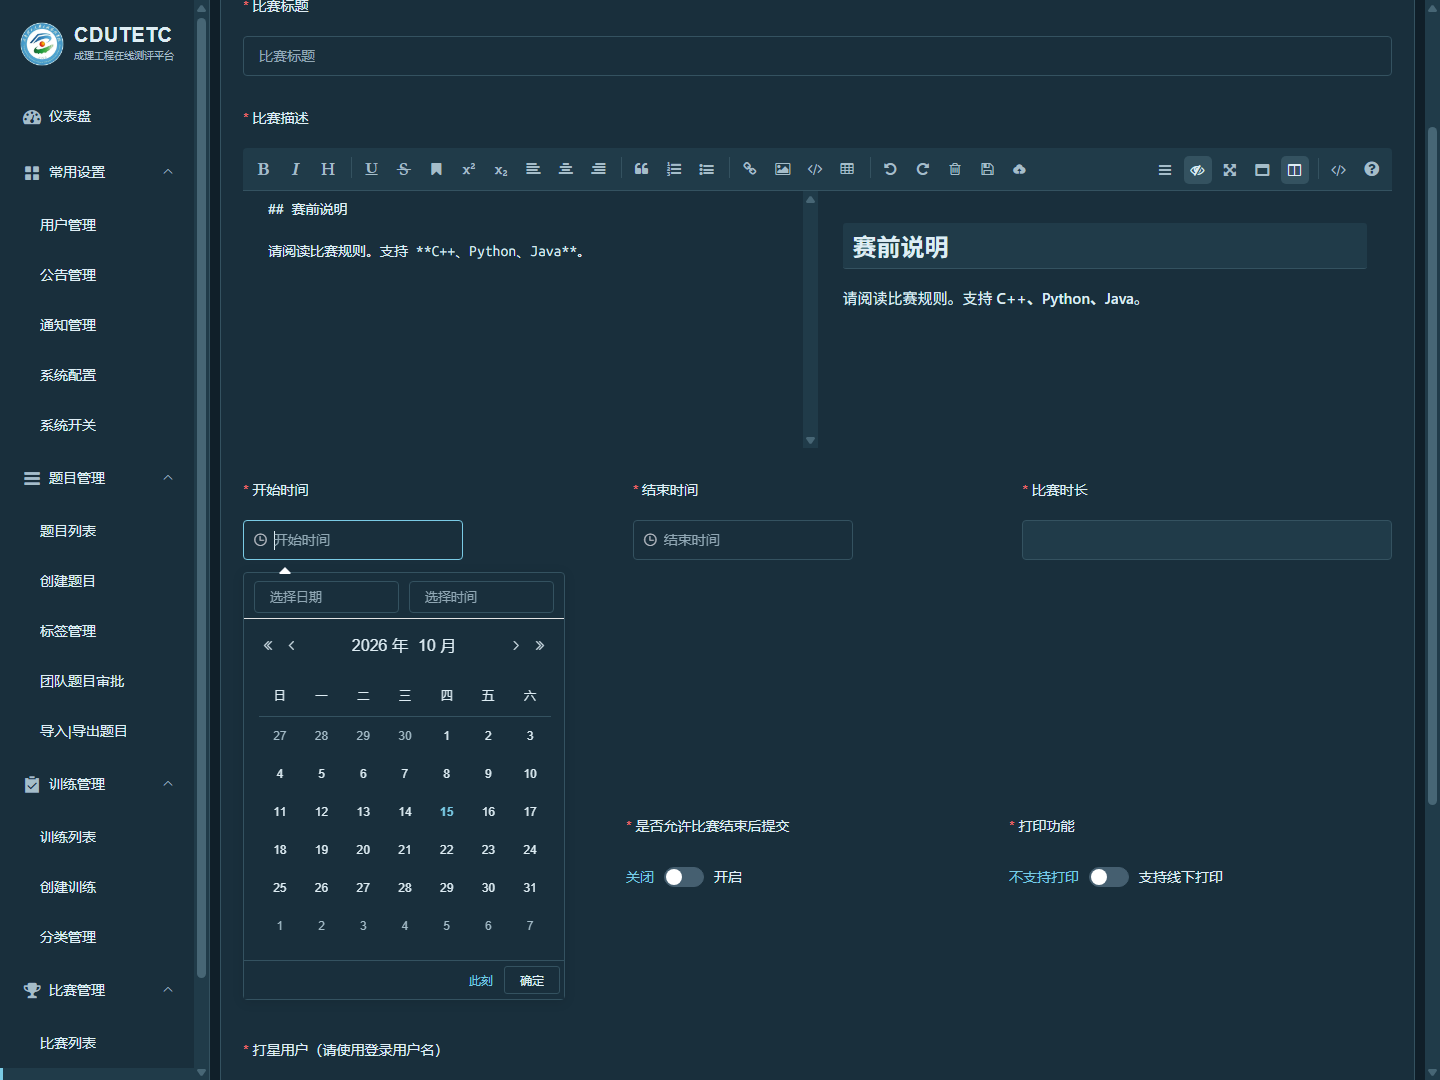 CDUTETC
成理工程在线测评平台
仪表盘
常用设置
用户管理
公告管理
通知管理
系统配置
系统开关
题目管理
题目列表
创建题目
标签管理
团队题目审批
导入|导出题目
训练管理
训练列表
创建训练
分类管理
比赛管理
比赛列表
* 比赛标题
比赛标题
* 比赛描述
## 赛前说明
请阅读比赛规则。支持 **C++、Python、Java**。
赛前说明
请阅读比赛规则。支持 C++、Python、Java。
* 开始时间
* 结束时间
* 比赛时长
开始时间
结束时间
选择日期 选择时间
2026 年 10 月
日 一 二 三 四 五 六
27 28 29 30 1 2 3
4 5 6 7 8 9 10
11 12 13 14 15 16 17
18 19 20 21 22 23 24
25 26 27 28 29 30 31
1 2 3 4 5 6 7
此刻 确定
* 是否允许比赛结束后提交
关闭 开启
* 打印功能
不支持打印 支持线下打印
* 打星用户（请使用登录用户名）